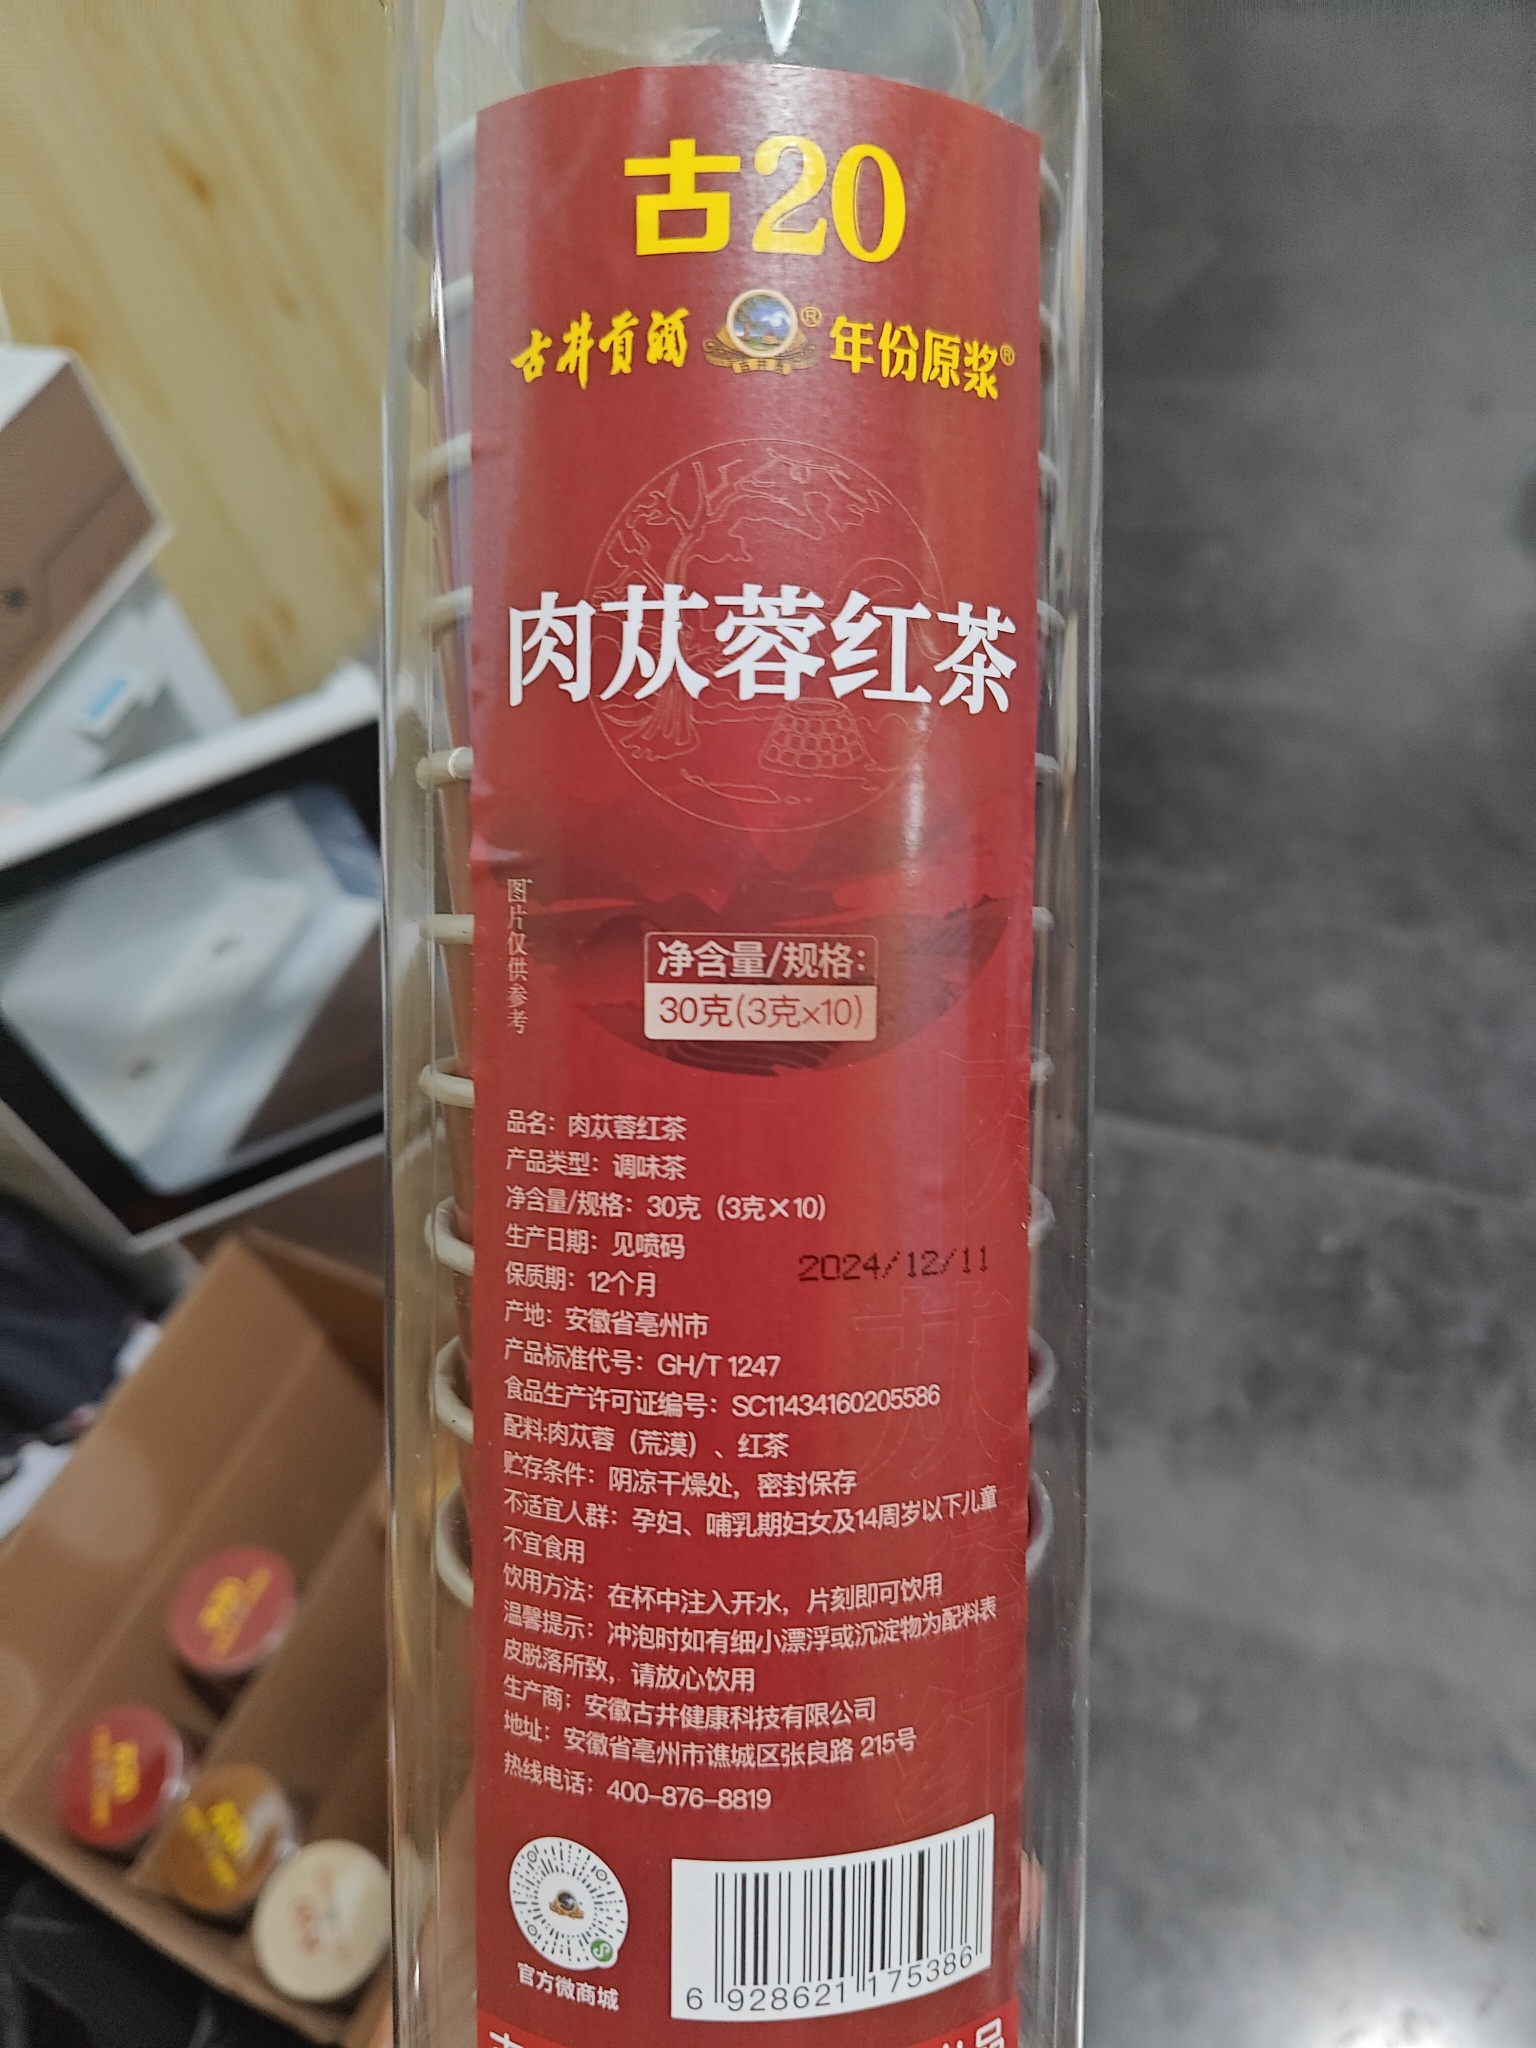 古20
古井贡酒 ® 年份原浆®
古井贡
肉苁蓉红茶
图片仅供参考
净含量/规格：
30克(3克×10)
品名：肉苁蓉红茶
产品类型：调味茶
净含量/规格：30克（3克×10）
生产日期：见喷码
2024/12/11
保质期：12个月
产地：安徽省亳州市
产品标准代号：GH/T 1247
食品生产许可证编号：SC11434160205586
配料:肉苁蓉（荒漠）、红茶
贮存条件：阴凉干燥处，密封保存
不适宜人群：孕妇、哺乳期妇女及14周岁以下儿童
不宜食用
饮用方法：在杯中注入开水，片刻即可饮用
温馨提示：冲泡时如有细小漂浮或沉淀物为配料表
皮脱落所致，请放心饮用
生产商：安徽古井健康科技有限公司
地址：安徽省亳州市谯城区张良路 215号
热线电话：400-876-8819
官方微商城
6 928621 175386